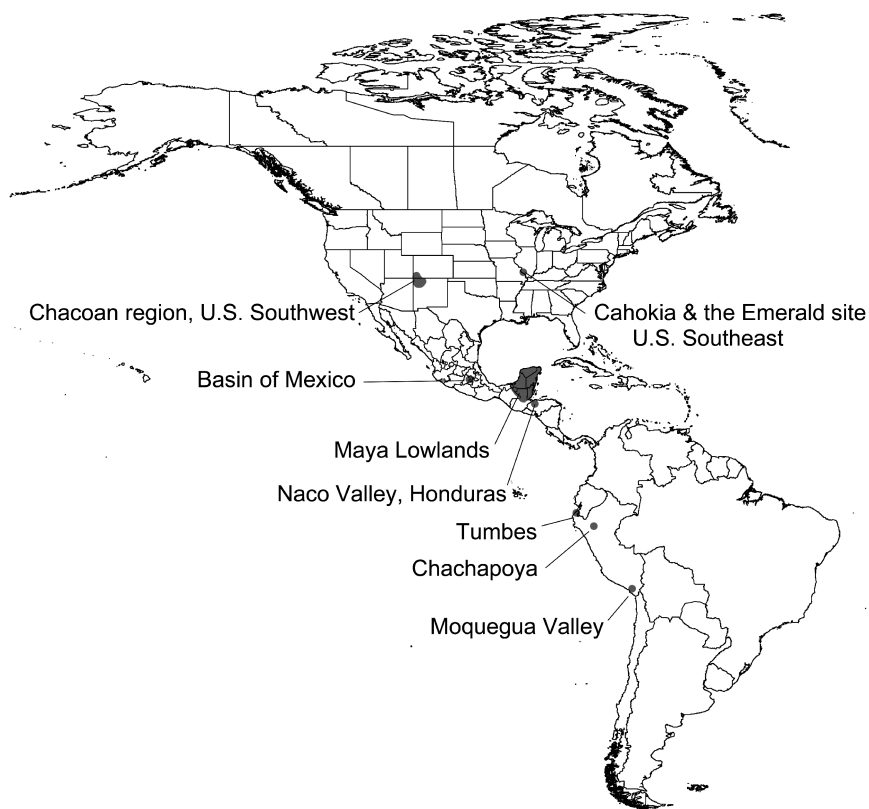 Chacoan region, U.S. Southwest
Cahokia & the Emerald site
U.S. Southeast
Basin of Mexico
Maya Lowlands
Naco Valley, Honduras
Tumbes
Chachapoya
Moquegua Valley